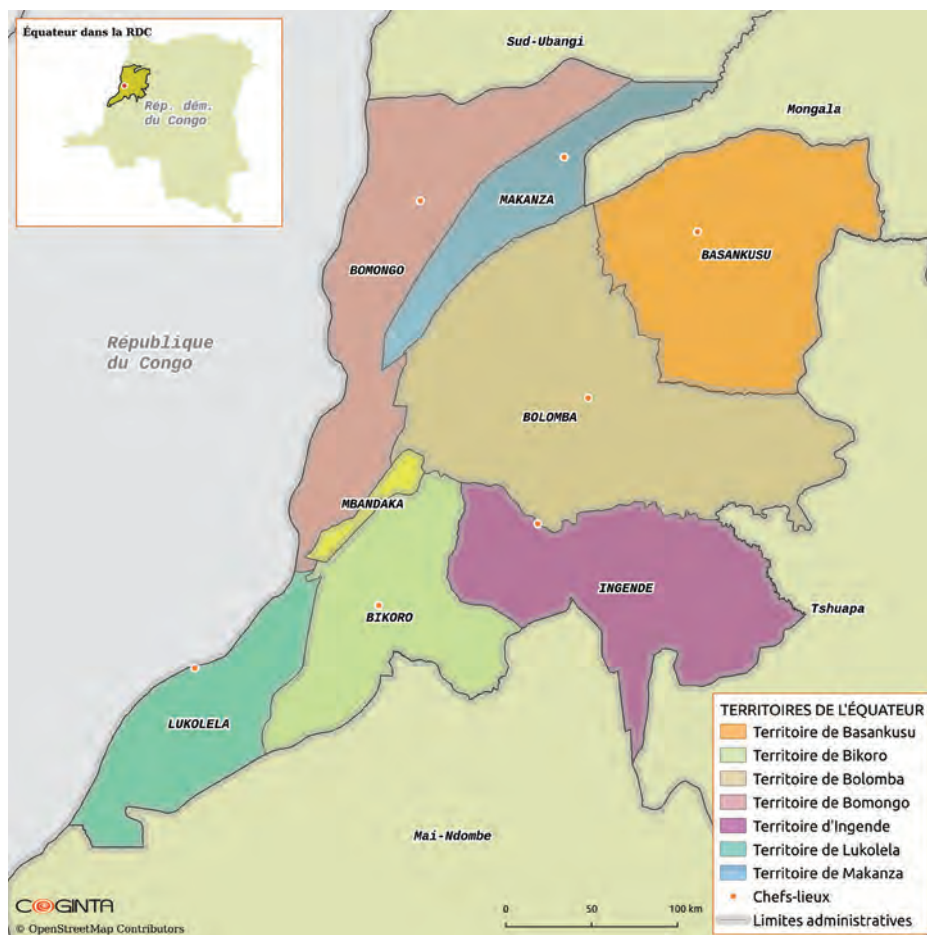 Équateur dans la RDC
Rép. dém.
du Congo
Sud-Ubangi
Mongala
MAKANZA
BASANKUSU
BOMONGO
République
du Congo
BOLOMBA
MBANDAKA
INGENDE
BIKORO
Tshuapa
LUKOLELA
Mai-Ndombe
TERRITOIRES DE L'ÉQUATEUR
Territoire de Basankusu
Territoire de Bikoro
Territoire de Bolomba
Territoire de Bomongo
Territoire d'Ingende
Territoire de Lukolela
Territoire de Makanza
Chefs-lieux
Limites administratives
COGINTA
© OpenStreetMap Contributors
0 50 100 km